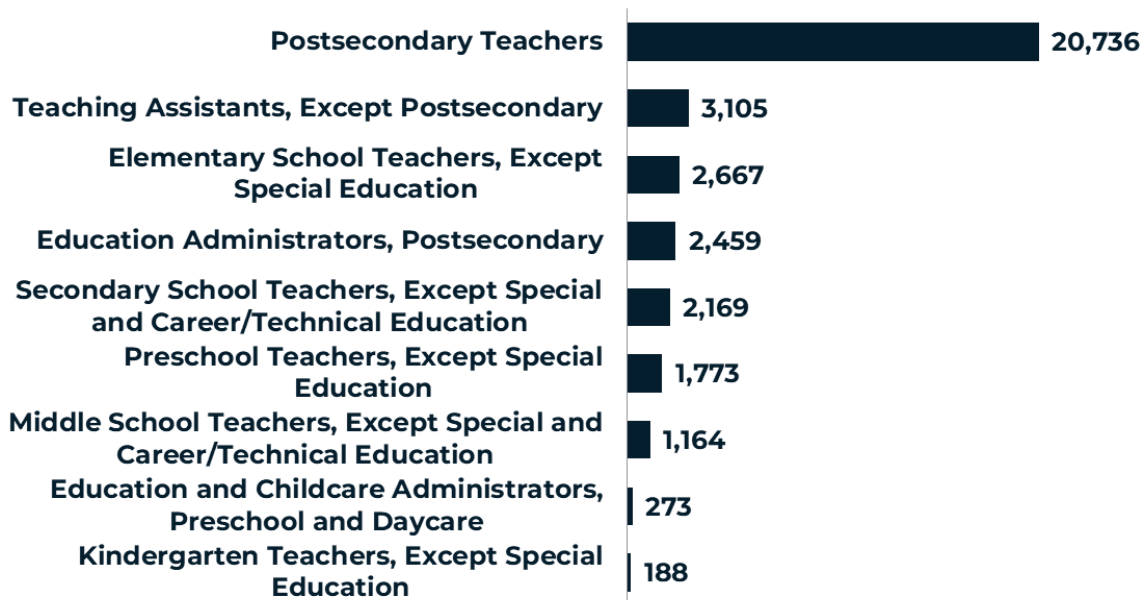 Postsecondary Teachers
20,736
Teaching Assistants, Except Postsecondary
3,105
Elementary School Teachers, Except
Special Education
2,667
Education Administrators, Postsecondary
2,459
Secondary School Teachers, Except Special
and Career/Technical Education
2,169
Preschool Teachers, Except Special
Education
1,773
Middle School Teachers, Except Special and
Career/Technical Education
1,164
Education and Childcare Administrators,
Preschool and Daycare
273
Kindergarten Teachers, Except Special
Education
188